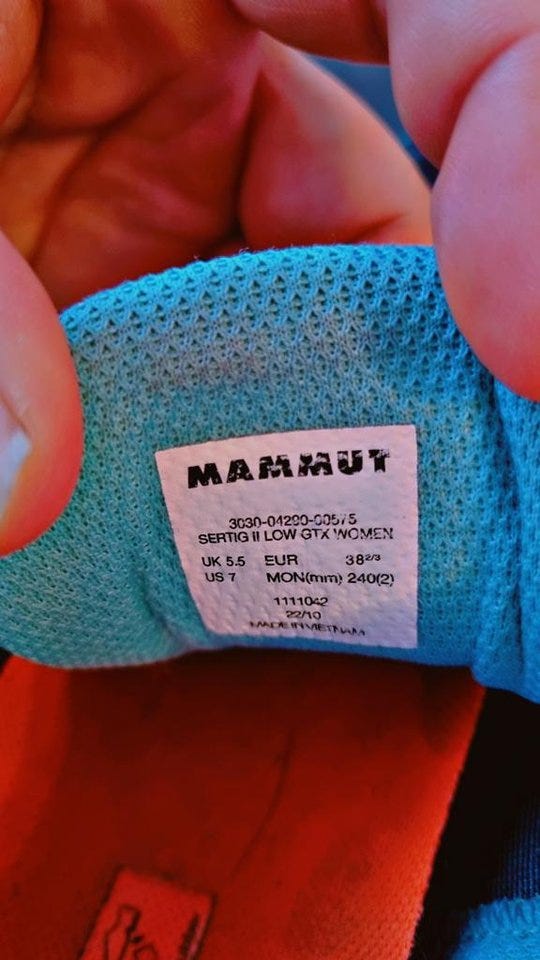 MAMMUT
3030-04290-00575
SERTIG II LOW GTX WOMEN
UK 5.5 EUR 38 2/3
US 7 MON(mm) 240(2)
1111042
22/10
MADE IN VIETNAM